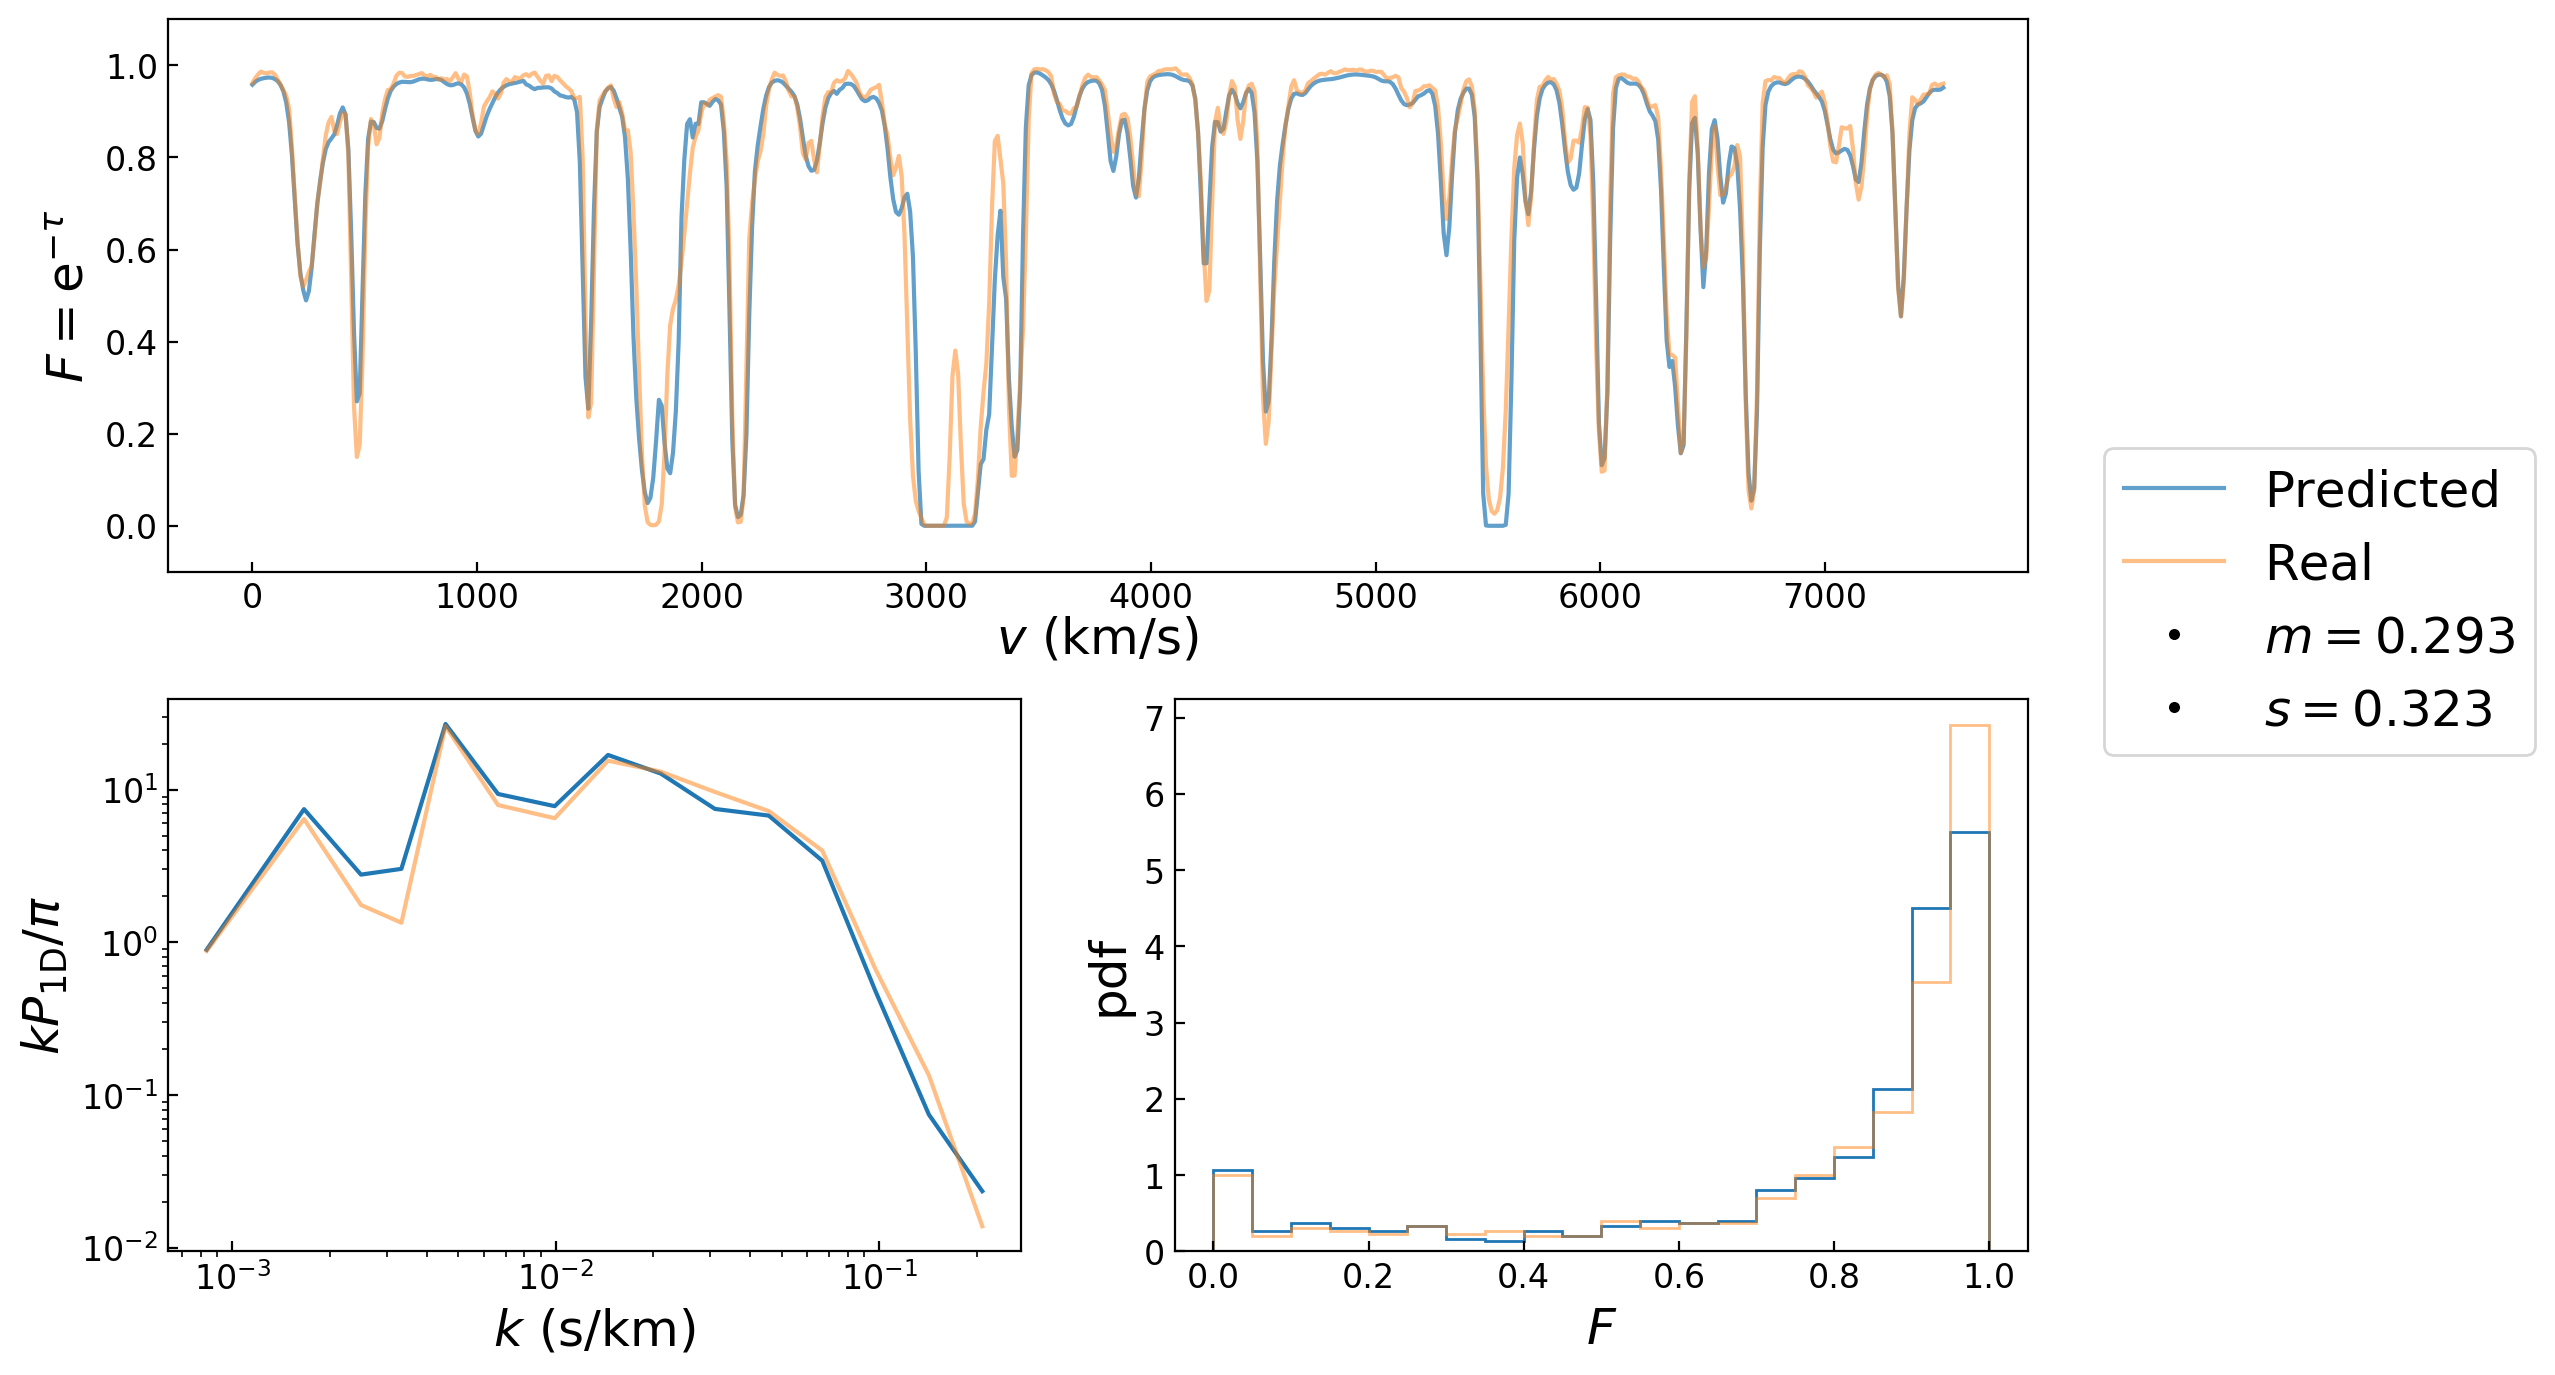 1.0
0.8
0.6
0.4
0.2
0.0
F = e^{−τ}
0 1000 2000 3000 4000 5000 6000 7000
v (km/s)
Predicted
Real
m = 0.293
s = 0.323
10^1
10^0
10^{−1}
10^{−2}
kP_{1D}/π
10^{−3} 10^{−2} 10^{−1}
k (s/km)
7
6
5
4
3
2
1
0
pdf
0.0 0.2 0.4 0.6 0.8 1.0
F